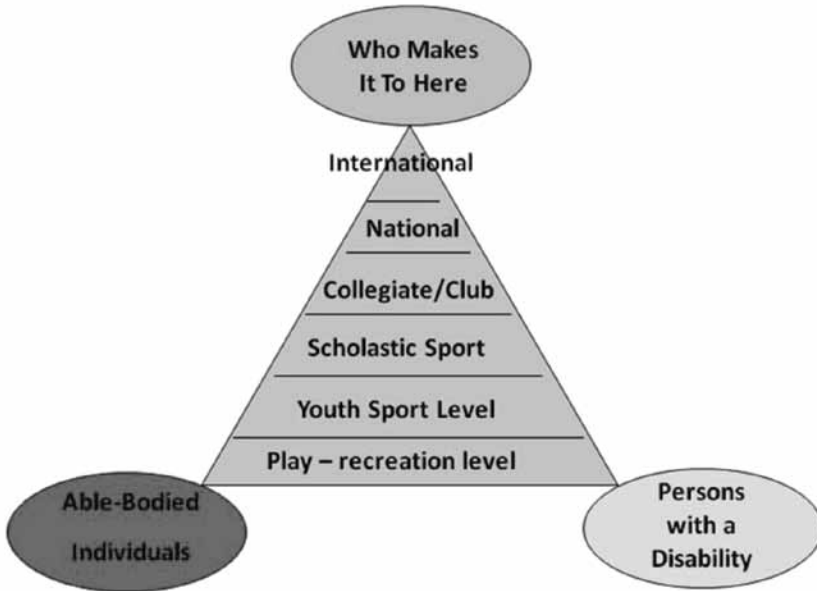 Who Makes
It To Here
International
National
Collegiate/Club
Scholastic Sport
Youth Sport Level
Play – recreation level
Able-Bodied
Individuals
Persons
with a
Disability